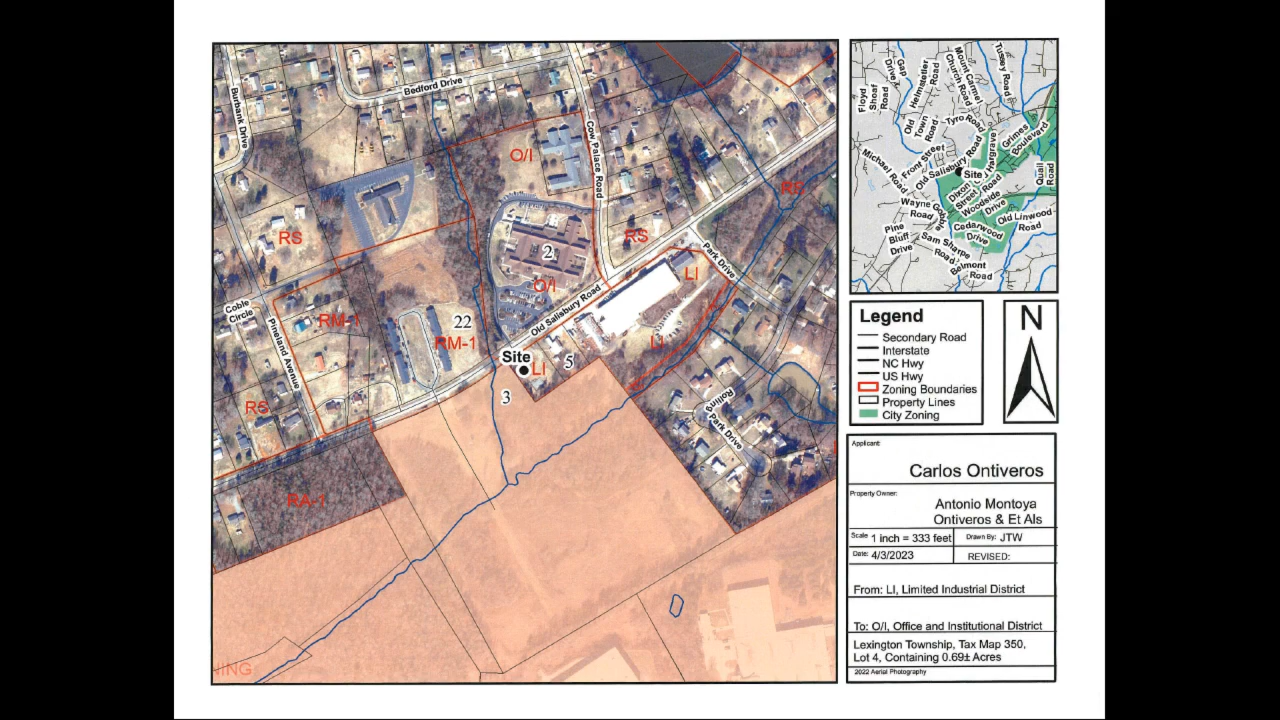 Burbank Drive
Bedford Drive
Cow Palace Road
O/I
RS
RS
2
RS
O/I
Park Drive
LI
Old Salisbury Road
Coble
Circle
Pineland Avenue
RM-1
22
RM-1
LI
Site
LI
5
3
RS
Rolling
Park Drive
RA-1
NING
Floyd
Shoaf
Road
Gap
Drive
Old
Helmstetler
Road
Mount Carmel
Church Road
Tussey Road
Town
Road
Tyro Road
Hargrave
Grimes
Boulevard
Michael Road
Front Street
Old Salisbury Road
Site
Quail
Road
Dixon
Street
Road
Woodside
Drive
Wayne
Road
Cedarwood
Drive
Old Linwood
Road
Pine
Bluff
Drive
Sam Sharpe
Road
Belmont
Road
Legend
Secondary Road
Interstate
NC Hwy
US Hwy
Zoning Boundaries
Property Lines
City Zoning
N
Applicant:
Carlos Ontiveros
Property Owner:
Antonio Montoya
Ontiveros & Et Als
Scale 1 inch = 333 feet
Drawn By: JTW
Date: 4/3/2023
REVISED:
From: LI, Limited Industrial District
To: O/I, Office and Institutional District
Lexington Township, Tax Map 350,
Lot 4, Containing 0.69± Acres
2022 Aerial Photography